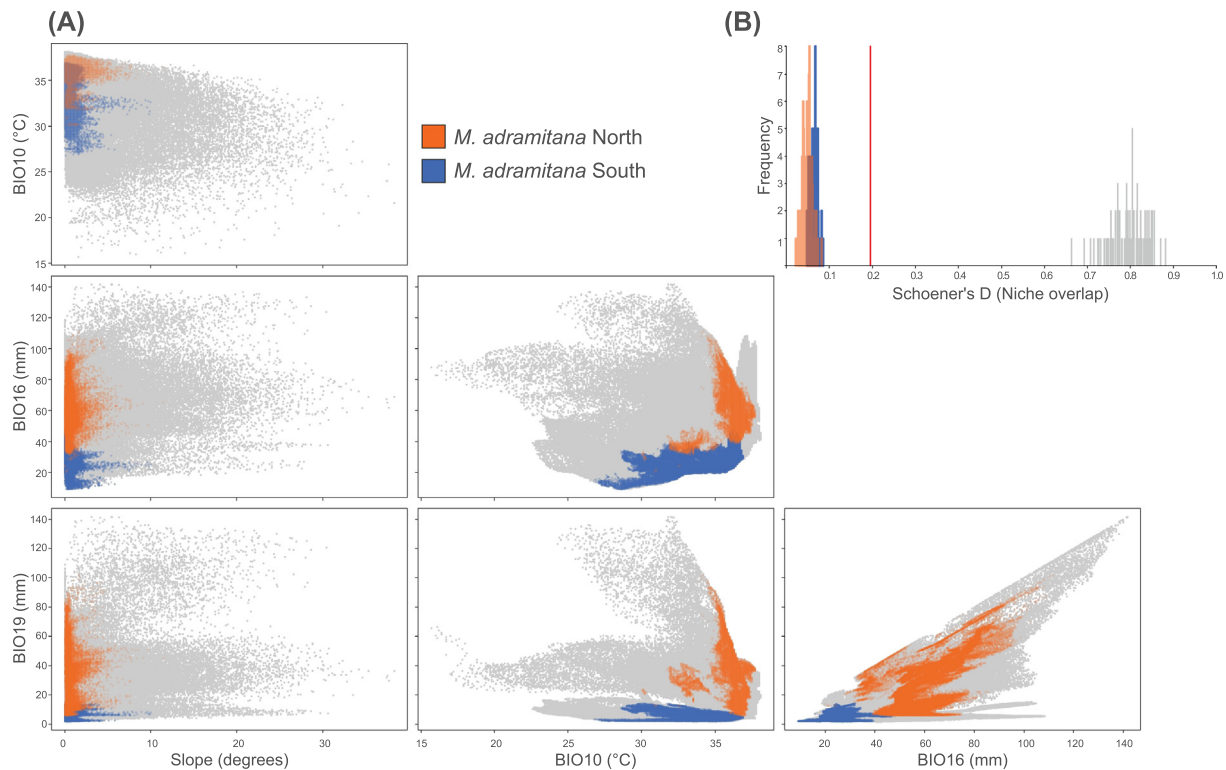 (A)
(B)
35
30
25
20
15
BIO10 (°C)
M. adramitana North
M. adramitana South
8
7
6
5
4
3
2
1
Frequency
0.1 0.2 0.3 0.4 0.5 0.6 0.7 0.8 0.9 1.0
Schoener's D (Niche overlap)
140
120
100
80
60
40
20
BIO16 (mm)
140
120
100
80
60
40
20
0
BIO19 (mm)
0 10 20 30
Slope (degrees)
15 20 25 30 35
BIO10 (°C)
20 40 60 80 100 120 140
BIO16 (mm)